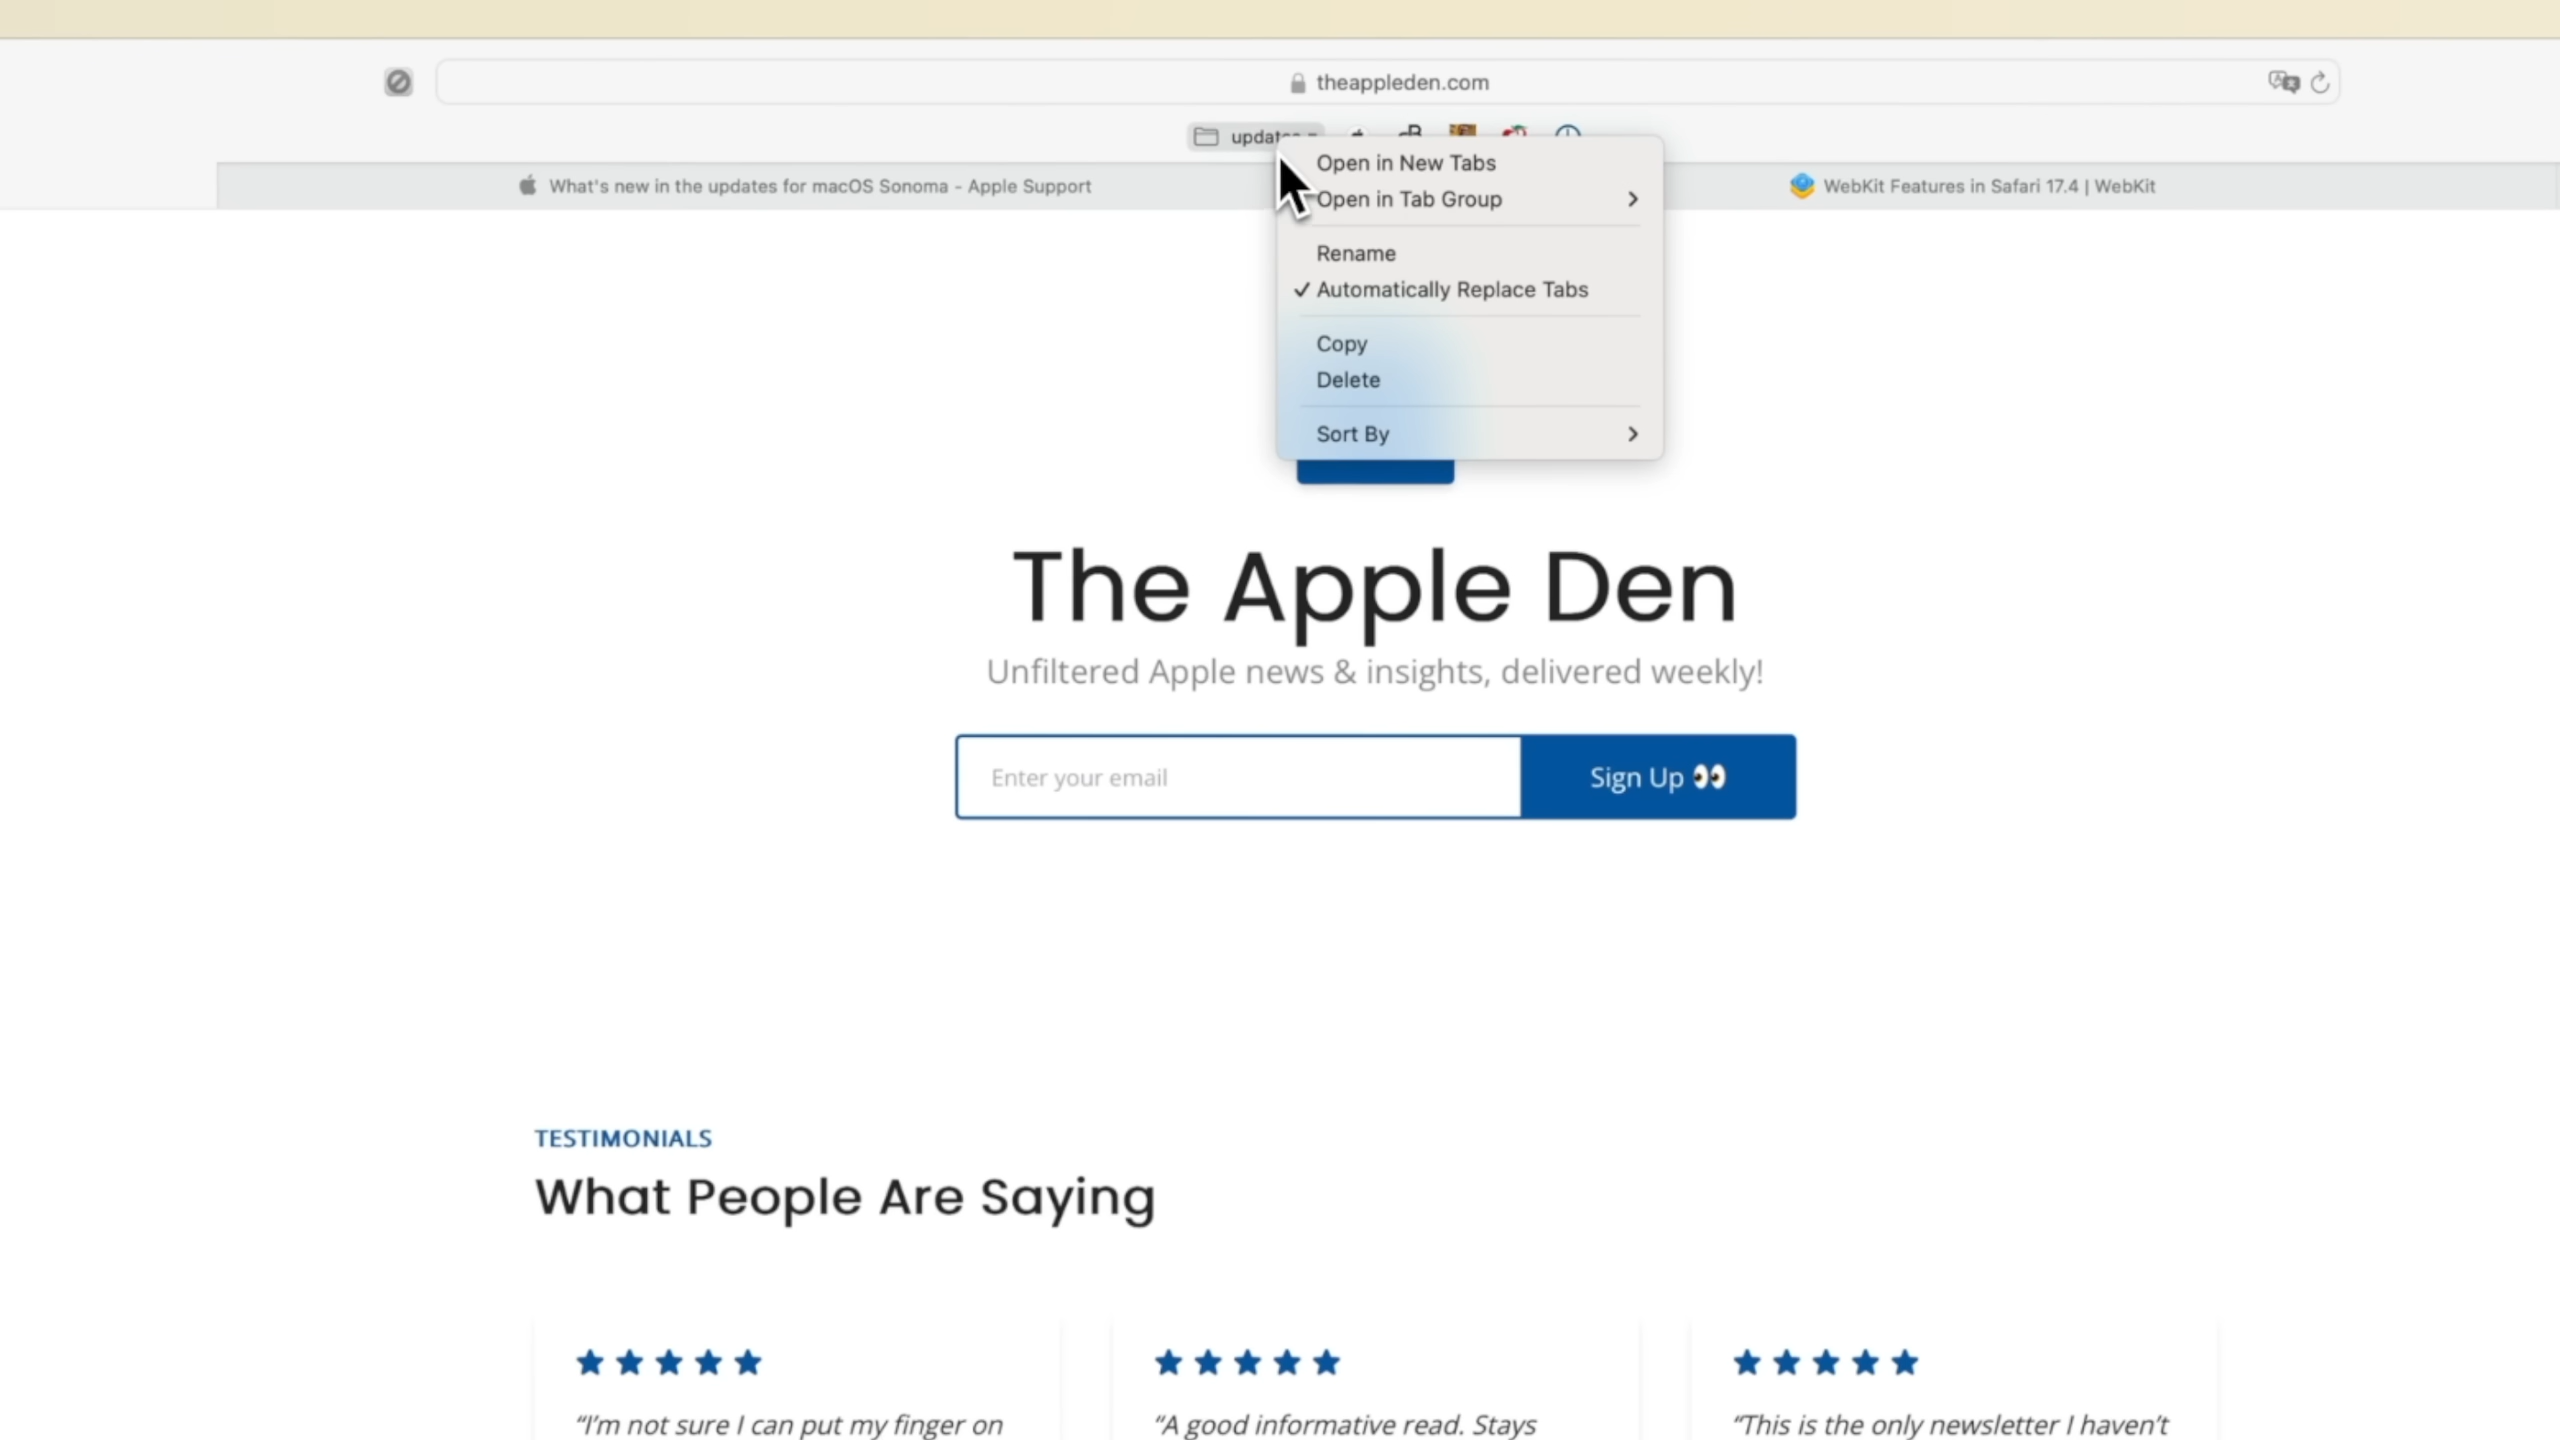 theappleden.com
Open in New Tabs
What's new in the updates for macOS Sonoma - Apple Support
WebKit Features in Safari 17.4 | WebKit
Open in Tab Group
Rename
✓ Automatically Replace Tabs
Copy
Delete
Sort By
The Apple Den
Unfiltered Apple news & insights, delivered weekly!
Enter your email
Sign Up 👀
TESTIMONIALS
What People Are Saying
“I’m not sure I can put my finger on
“A good informative read. Stays
“This is the only newsletter I haven’t